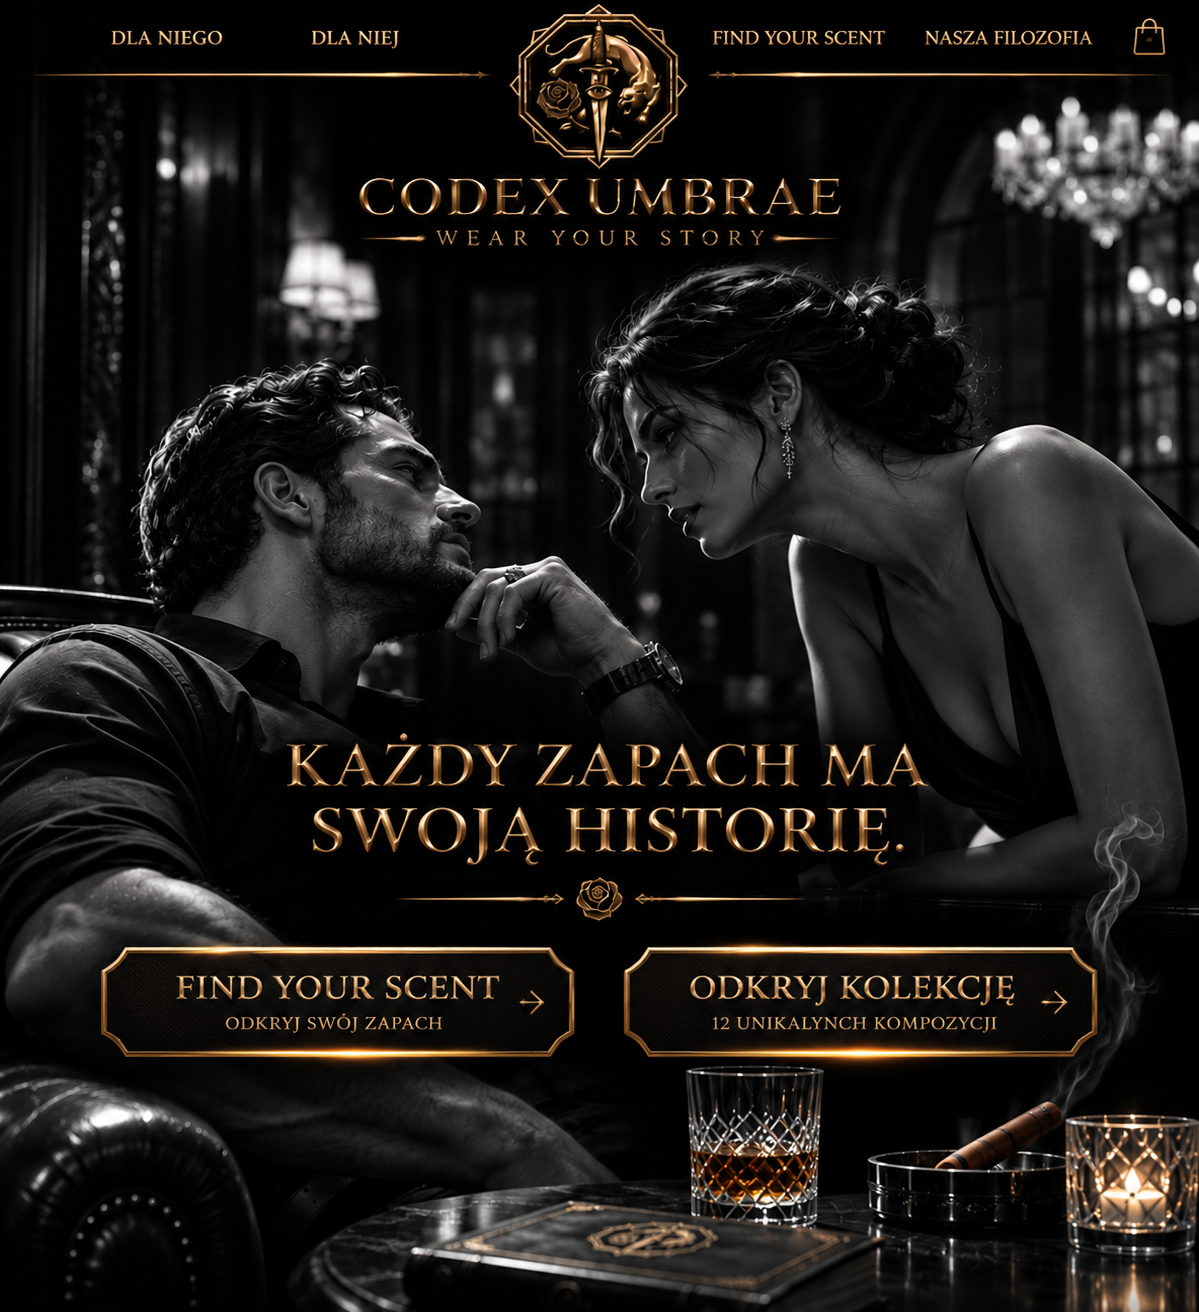 DLA NIEGO
DLA NIEJ
FIND YOUR SCENT
NASZA FILOZOFIA
CODEX UMBRAE
WEAR YOUR STORY
KAŻDY ZAPACH MA
SWOJĄ HISTORIĘ.
FIND YOUR SCENT
ODKRYJ SWÓJ ZAPACH
ODKRYJ KOLEKCJĘ
12 UNIKALYNCH KOMPOZYCJI